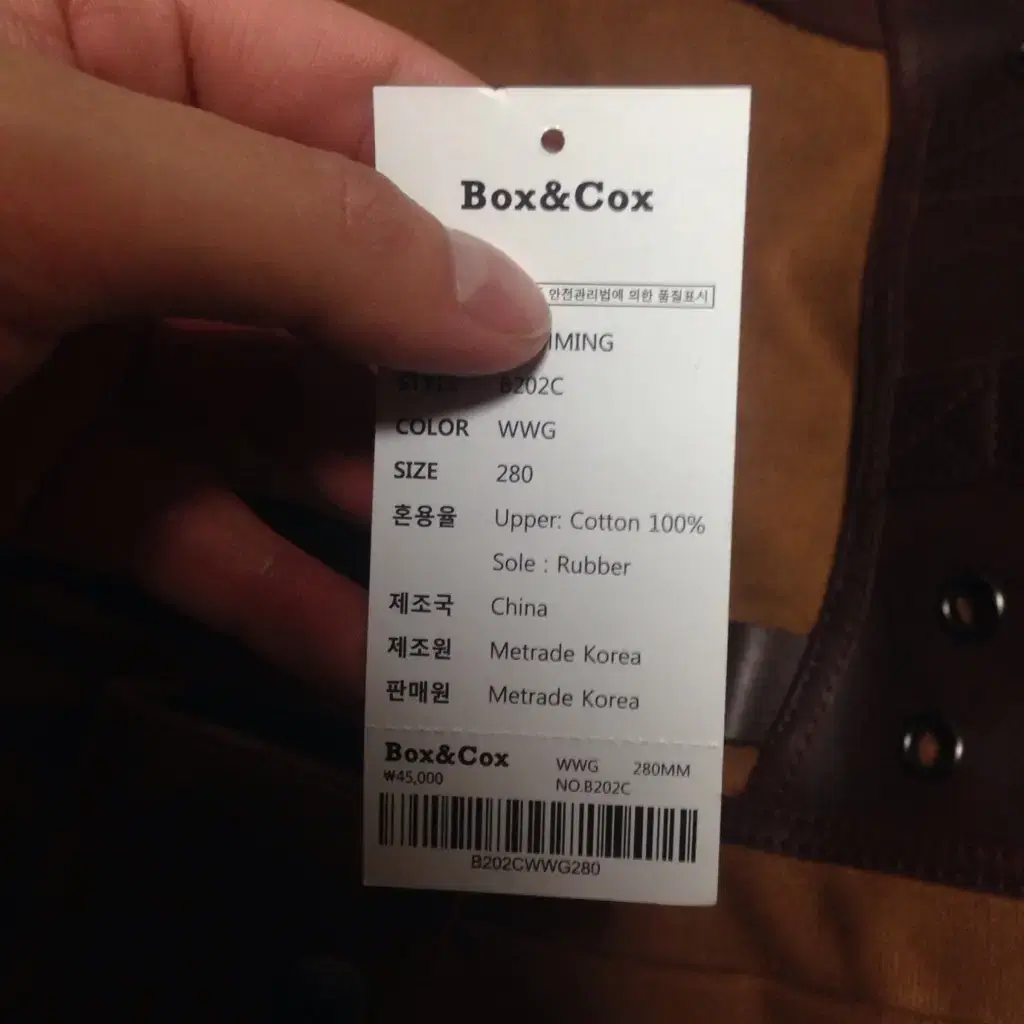 Box&Cox
안전관리법에 의한 품질표시
MING
STYLE B202C
COLOR WWG
SIZE 280
혼용율 Upper: Cotton 100%
Sole : Rubber
제조국 China
제조원 Metrade Korea
판매원 Metrade Korea
Box&Cox WWG 280MM
₩45,000 NO.B202C
B202CWWG280